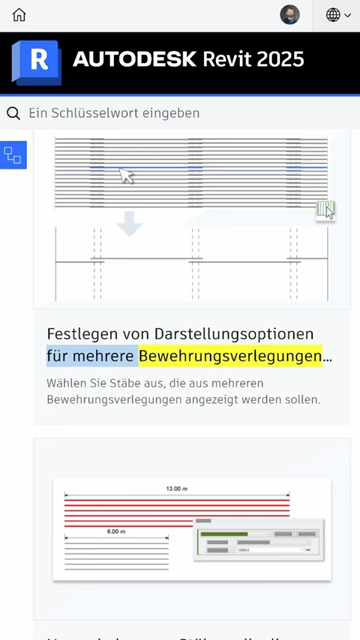 R AUTODESK Revit 2025
Ein Schlüsselwort eingeben
Festlegen von Darstellungsoptionen
für mehrere Bewehrungsverlegungen...
Wählen Sie Stäbe aus, die aus mehreren
Bewehrungsverlegungen angezeigt werden sollen.
13.00 m
6.00 m